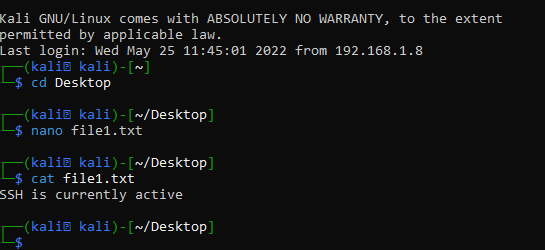 Kali GNU/Linux comes with ABSOLUTELY NO WARRANTY, to the extent
permitted by applicable law.
Last login: Wed May 25 11:45:01 2022 from 192.168.1.8
┌──(kali㉿ kali)-[~]
└─$ cd Desktop
┌──(kali㉿ kali)-[~/Desktop]
└─$ nano file1.txt
┌──(kali㉿ kali)-[~/Desktop]
└─$ cat file1.txt
SSH is currently active
┌──(kali㉿ kali)-[~/Desktop]
└─$